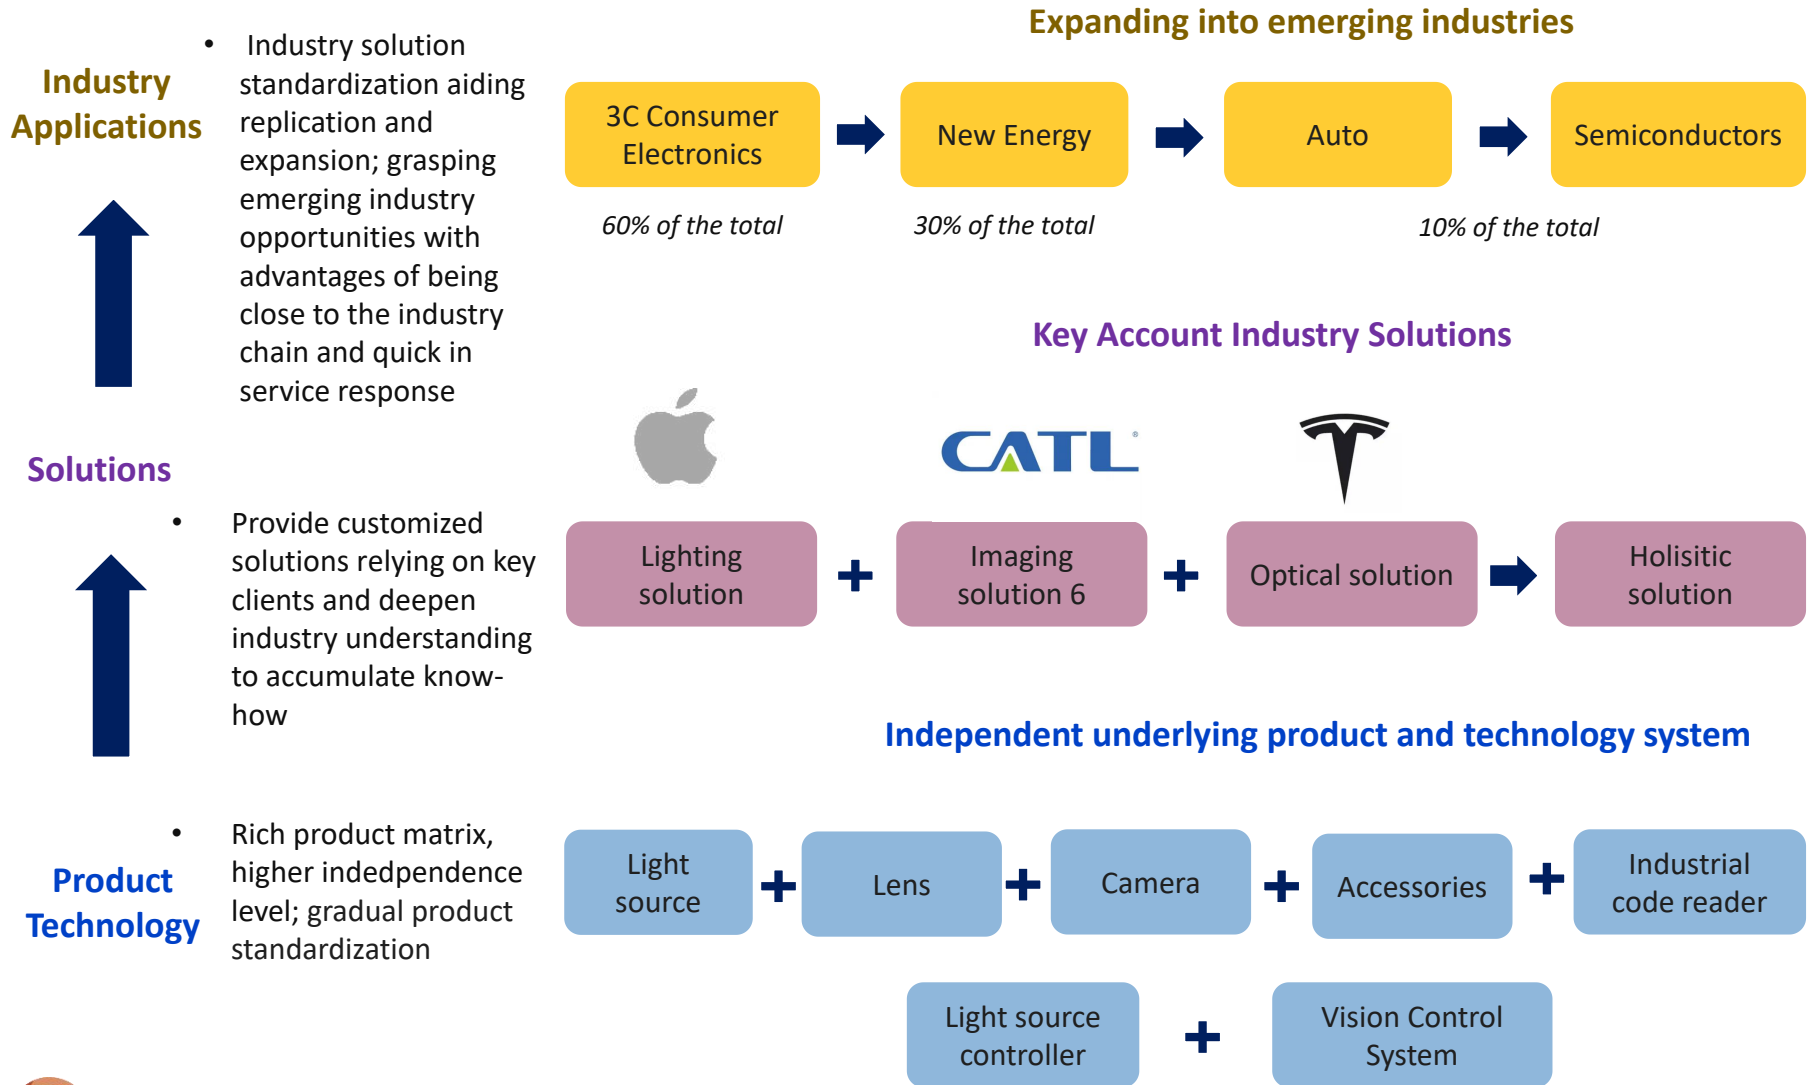 Expanding into emerging industries
Industry
Applications
• Industry solution
standardization aiding
replication and
expansion; grasping
emerging industry
opportunities with
advantages of being
close to the industry
chain and quick in
service response
3C Consumer
Electronics
New Energy
Auto
Semiconductors
60% of the total
30% of the total
10% of the total
Key Account Industry Solutions
CATL®
Solutions
• Provide customized
solutions relying on key
clients and deepen
industry understanding
to accumulate know-
how
Lighting
solution
+
Imaging
solution 6
+
Optical solution
Holisitic
solution
Independent underlying product and technology system
Product
Technology
• Rich product matrix,
higher indedpendence
level; gradual product
standardization
Light
source
+
Lens
+
Camera
+
Accessories
+
Industrial
code reader
Light source
controller
+
Vision Control
System